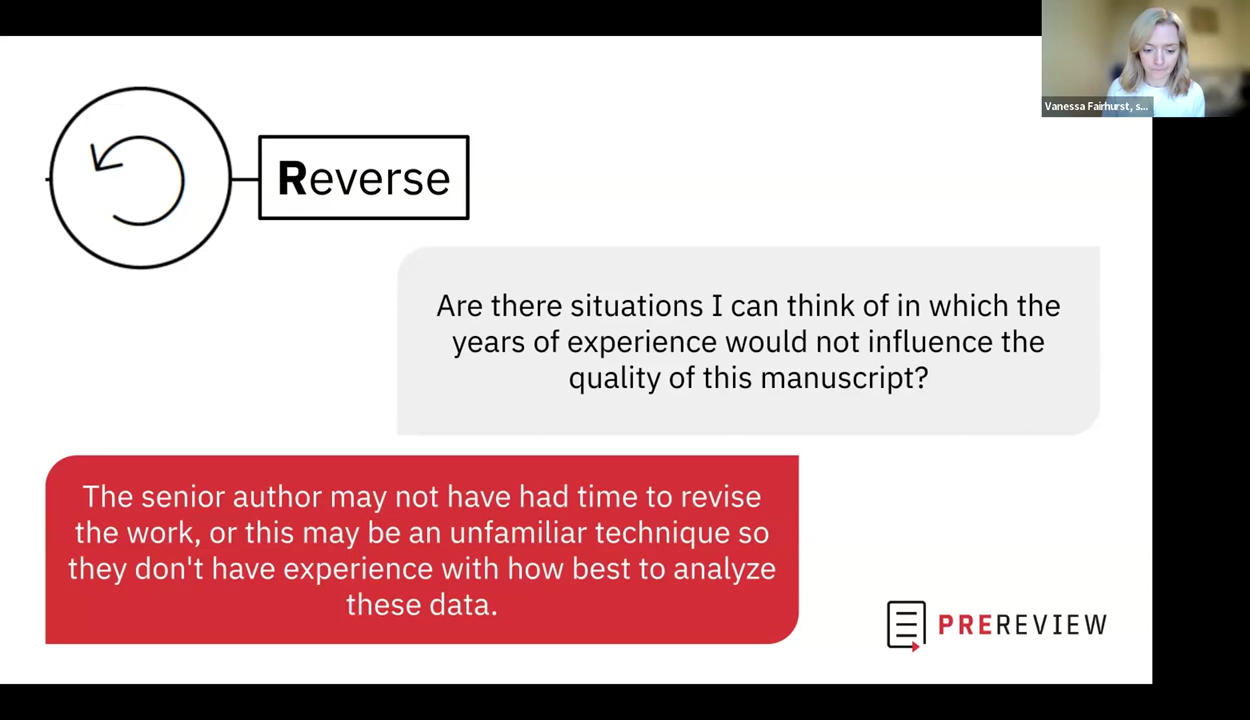 Vanessa Fairhurst, s...
Reverse
Are there situations I can think of in which the
years of experience would not influence the
quality of this manuscript?
The senior author may not have had time to revise
the work, or this may be an unfamiliar technique so
they don't have experience with how best to analyze
these data.
PREREVIEW